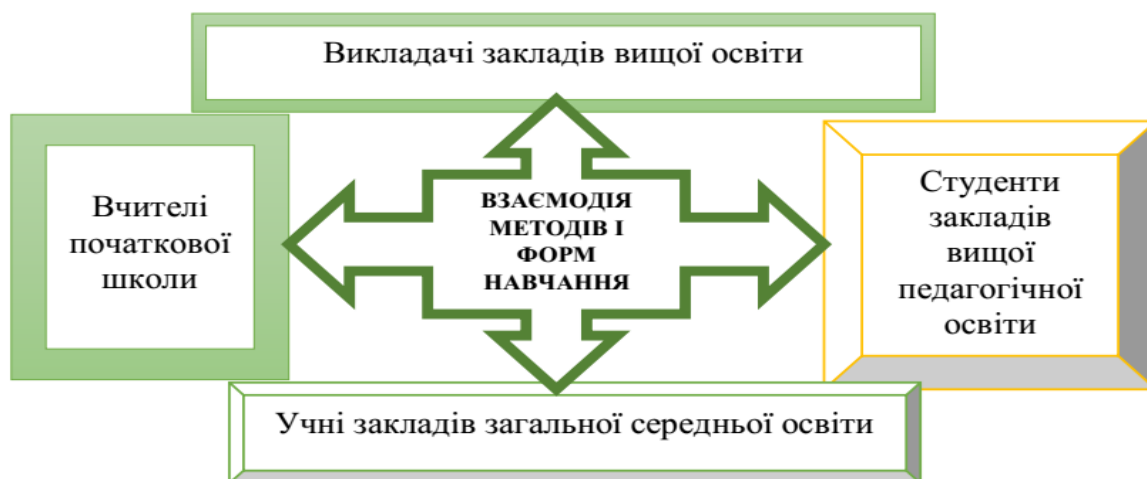 Викладачі закладів вищої освіти
Вчителі
початкової
школи
ВЗАЄМОДІЯ
МЕТОДІВ І
ФОРМ
НАВЧАННЯ
Студенти
закладів
вищої
педагогічної
освіти
Учні закладів загальної середньої освіти